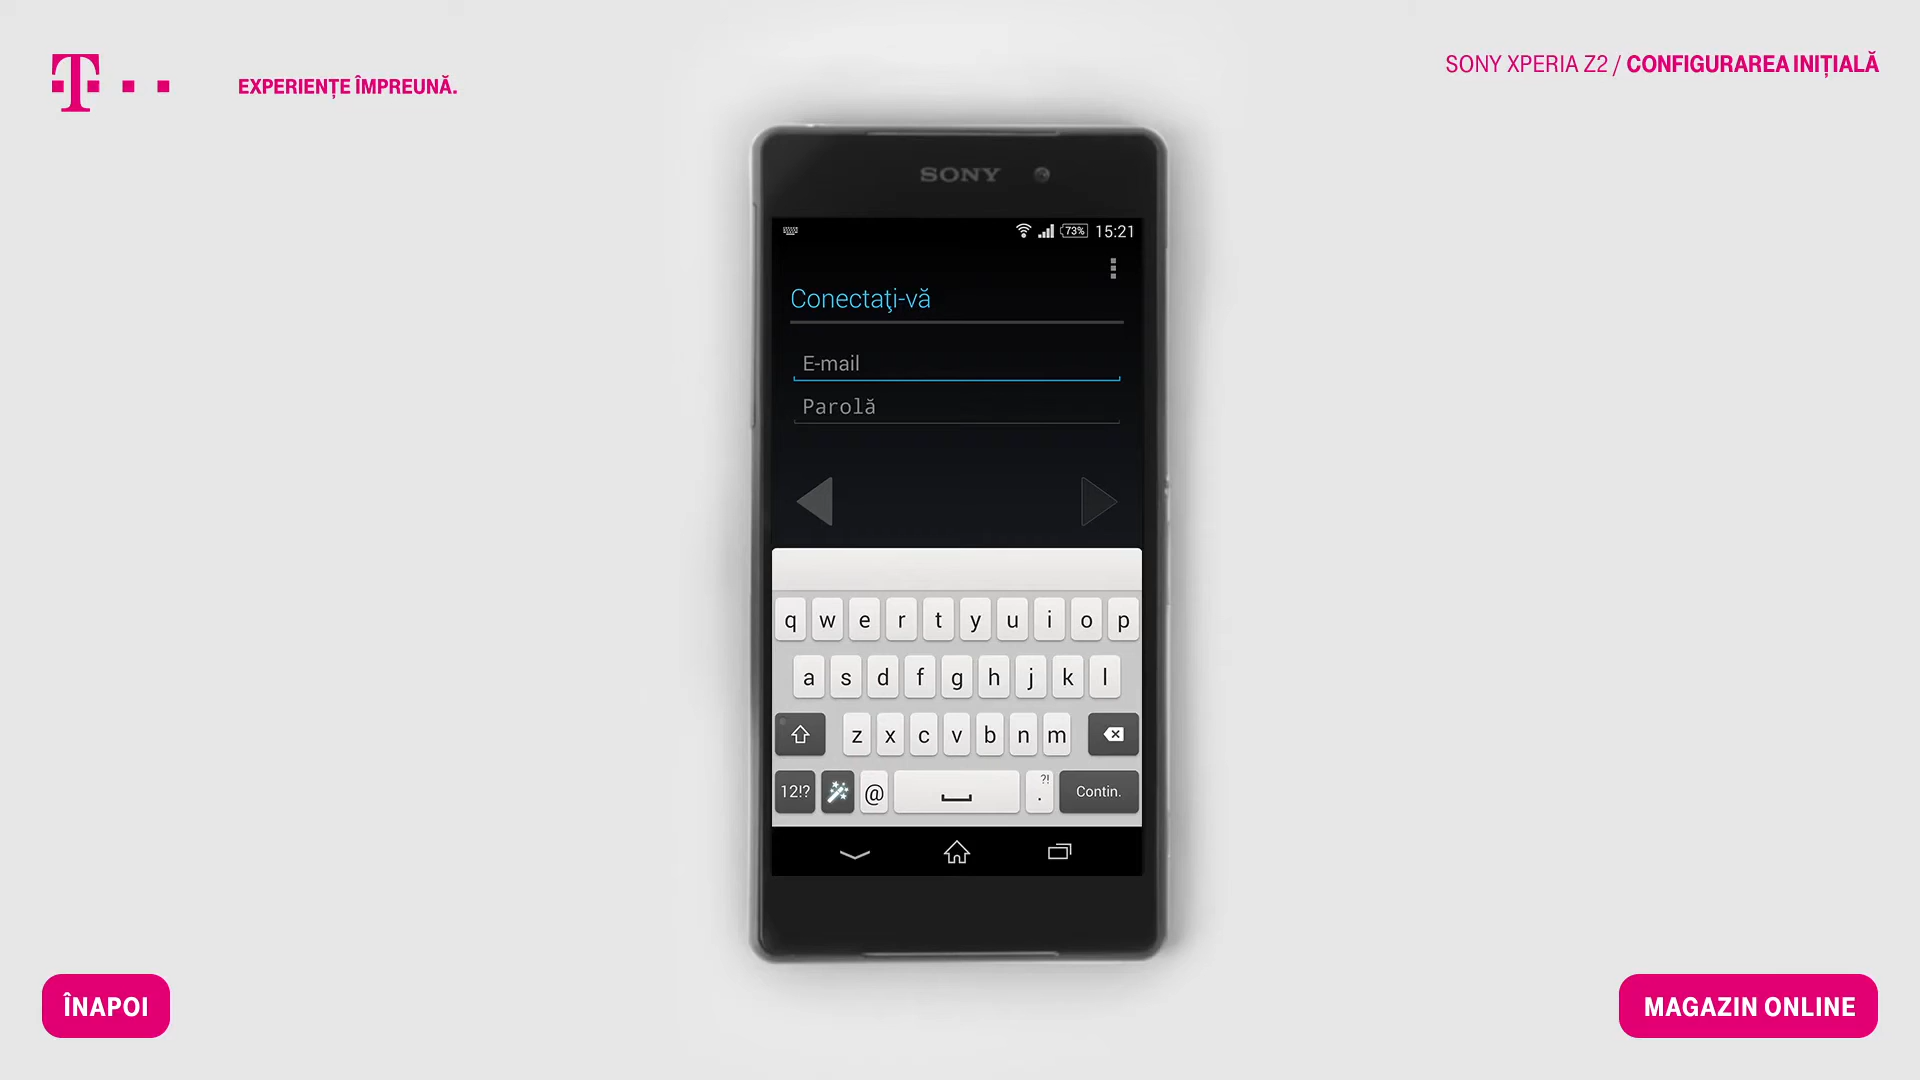 T
EXPERIENȚE ÎMPREUNĂ.
SONY XPERIA Z2 / CONFIGURAREA INIȚIALĂ
SONY
73% 15:21
Conectaţi-vă
E-mail
Parolă
q w e r t y u i o p
a s d f g h j k l
z x c v b n m
12!? @ . ?! Contin.
ÎNAPOI
MAGAZIN ONLINE